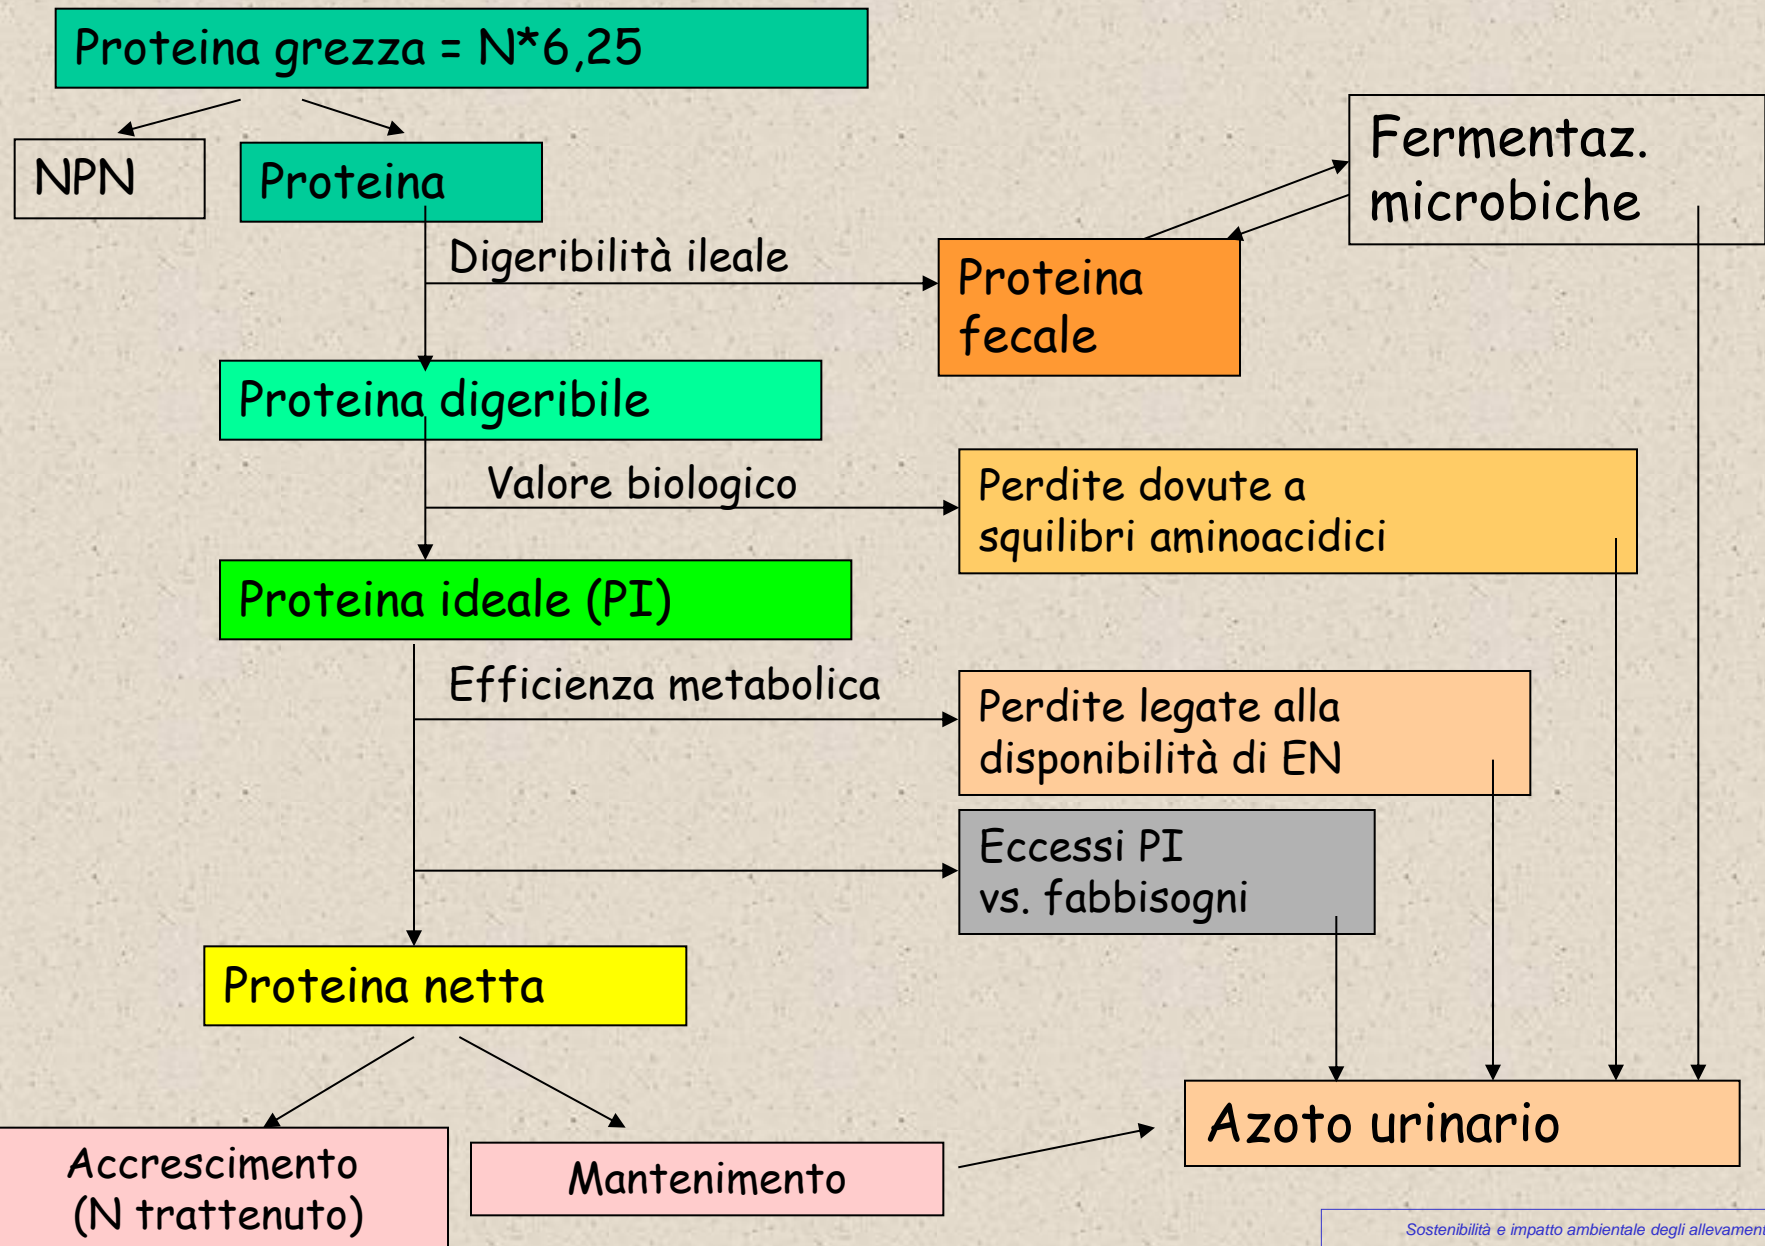 Proteina grezza = N*6,25
NPN
Proteina
Fermentaz.
microbiche
Digeribilità ileale
Proteina
fecale
Proteina digeribile
Valore biologico
Perdite dovute a
squilibri aminoacidici
Proteina ideale (PI)
Efficienza metabolica
Perdite legate alla
disponibilità di EN
Eccessi PI
vs. fabbisogni
Proteina netta
Accrescimento
(N trattenuto)
Mantenimento
Azoto urinario
Sostenibilità e impatto ambientale degli